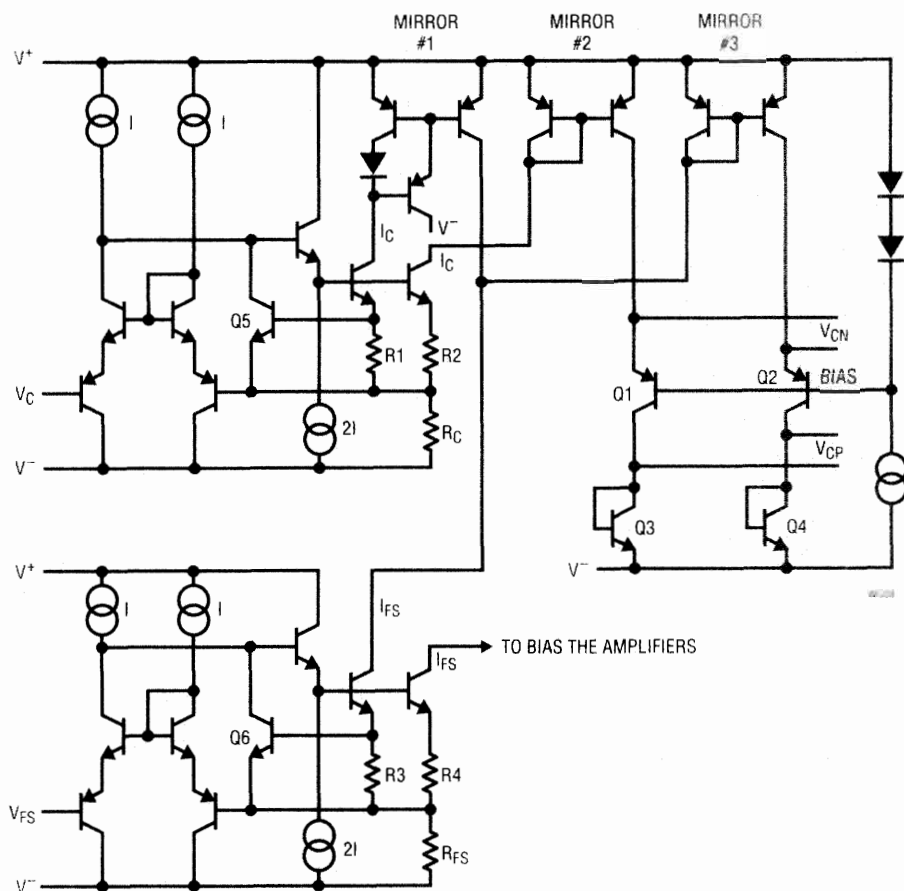 MIRROR #1
MIRROR #2
MIRROR #3
V+
I
I
IC
V−
IC
Q5
R1
R2
VC
2I
RC
V−
VCN
Q1
Q2
BIAS
VCP
Q3
Q4
V−
V+
I
I
IFS
IFS
TO BIAS THE AMPLIFIERS
Q6
R3
R4
VFS
2I
RFS
V−